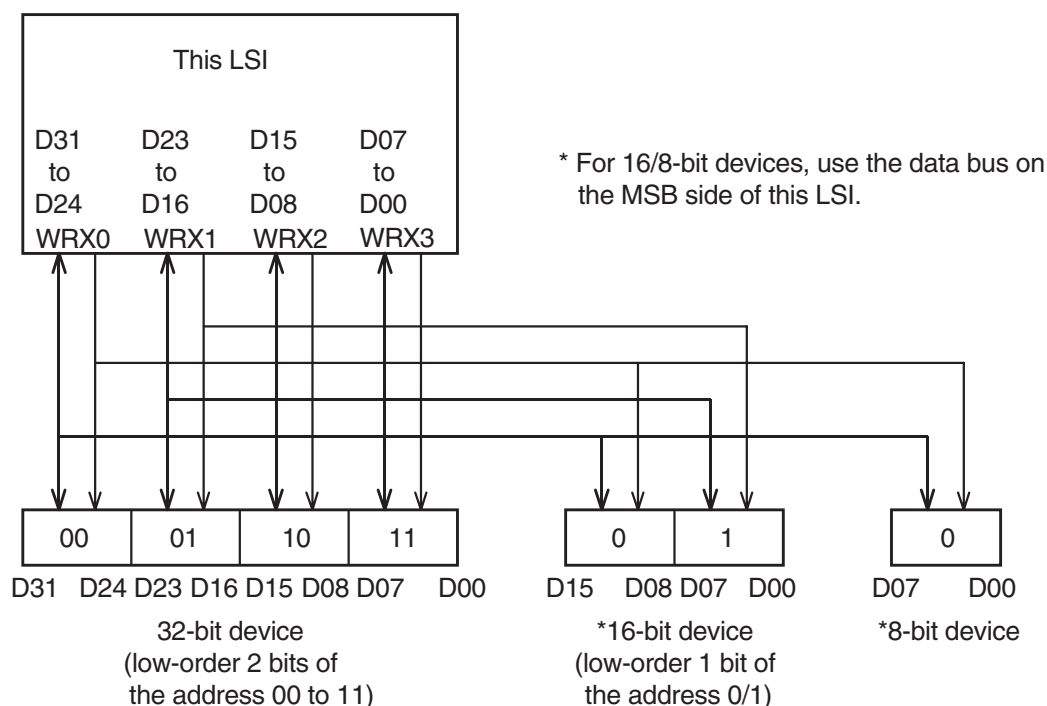 This LSI
D31 D23 D15 D07
to to to to
D24 D16 D08 D00
WRX0 WRX1 WRX2 WRX3
* For 16/8-bit devices, use the data bus on
the MSB side of this LSI.
00 01 10 11
0 1
0
D31 D24 D23 D16 D15 D08 D07 D00
D15 D08 D07 D00
D07 D00
32-bit device
(low-order 2 bits of
the address 00 to 11)
*16-bit device
(low-order 1 bit of
the address 0/1)
*8-bit device